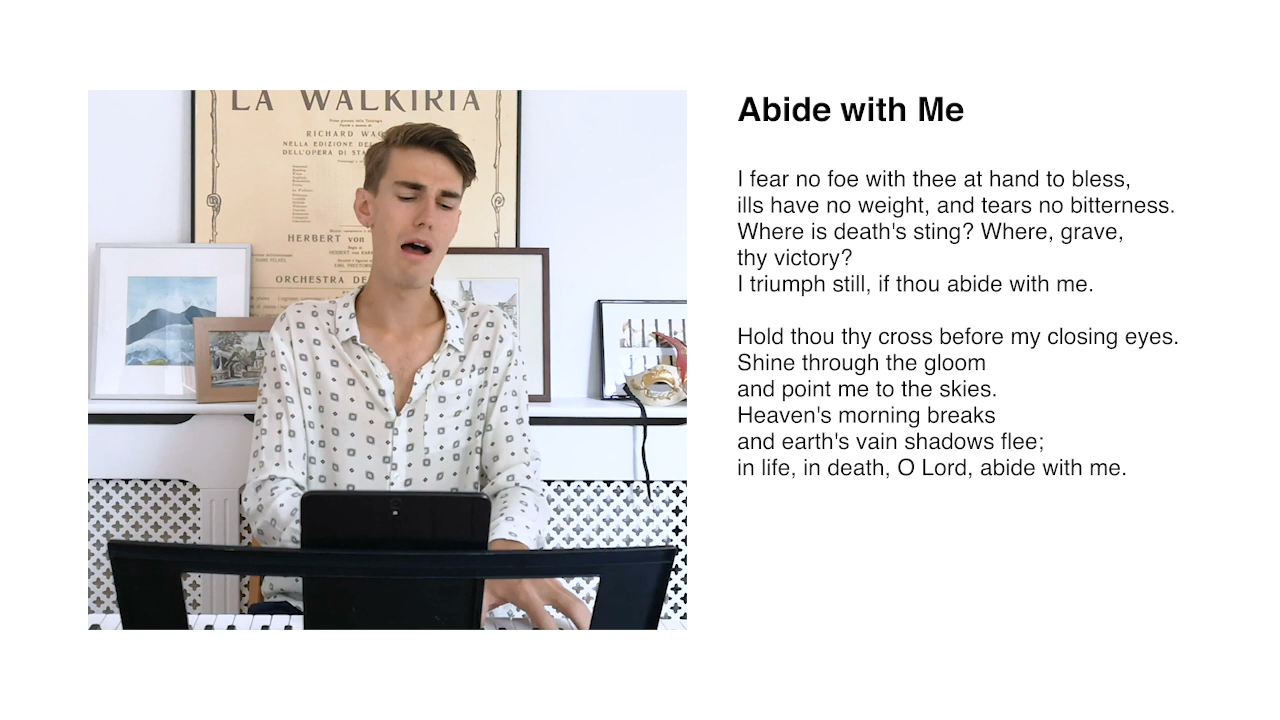 LA WALKIRIA
RICHARD WAG
NELLA EDIZIONE DEL
DELL'OPERA DI STA
HERBERT von
HERBERT von KARA
ORCHESTRA DE
Abide with Me
I fear no foe with thee at hand to bless,
ills have no weight, and tears no bitterness.
Where is death's sting? Where, grave,
thy victory?
I triumph still, if thou abide with me.
Hold thou thy cross before my closing eyes.
Shine through the gloom
and point me to the skies.
Heaven's morning breaks
and earth's vain shadows flee;
in life, in death, O Lord, abide with me.